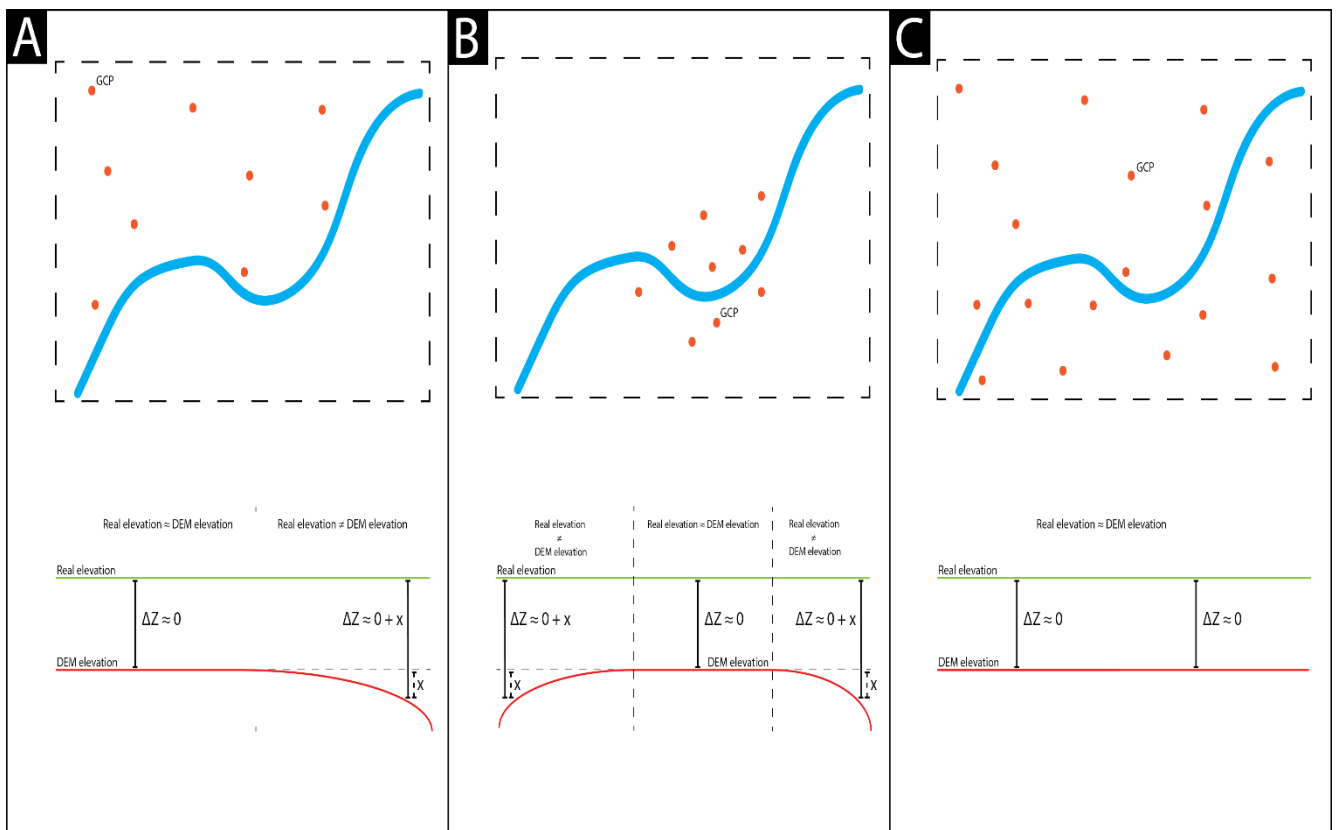 A
GCP
Real elevation ≈ DEM elevation
Real elevation ≠ DEM elevation
Real elevation
ΔZ ≈ 0
ΔZ ≈ 0 + x
DEM elevation
x
B
GCP
Real elevation
≠
DEM elevation
Real elevation ≈ DEM elevation
Real elevation
≠
DEM elevation
Real elevation
ΔZ ≈ 0 + x
ΔZ ≈ 0
ΔZ ≈ 0 + x
DEM elevation
x
x
C
GCP
Real elevation ≈ DEM elevation
Real elevation
ΔZ ≈ 0
ΔZ ≈ 0
DEM elevation